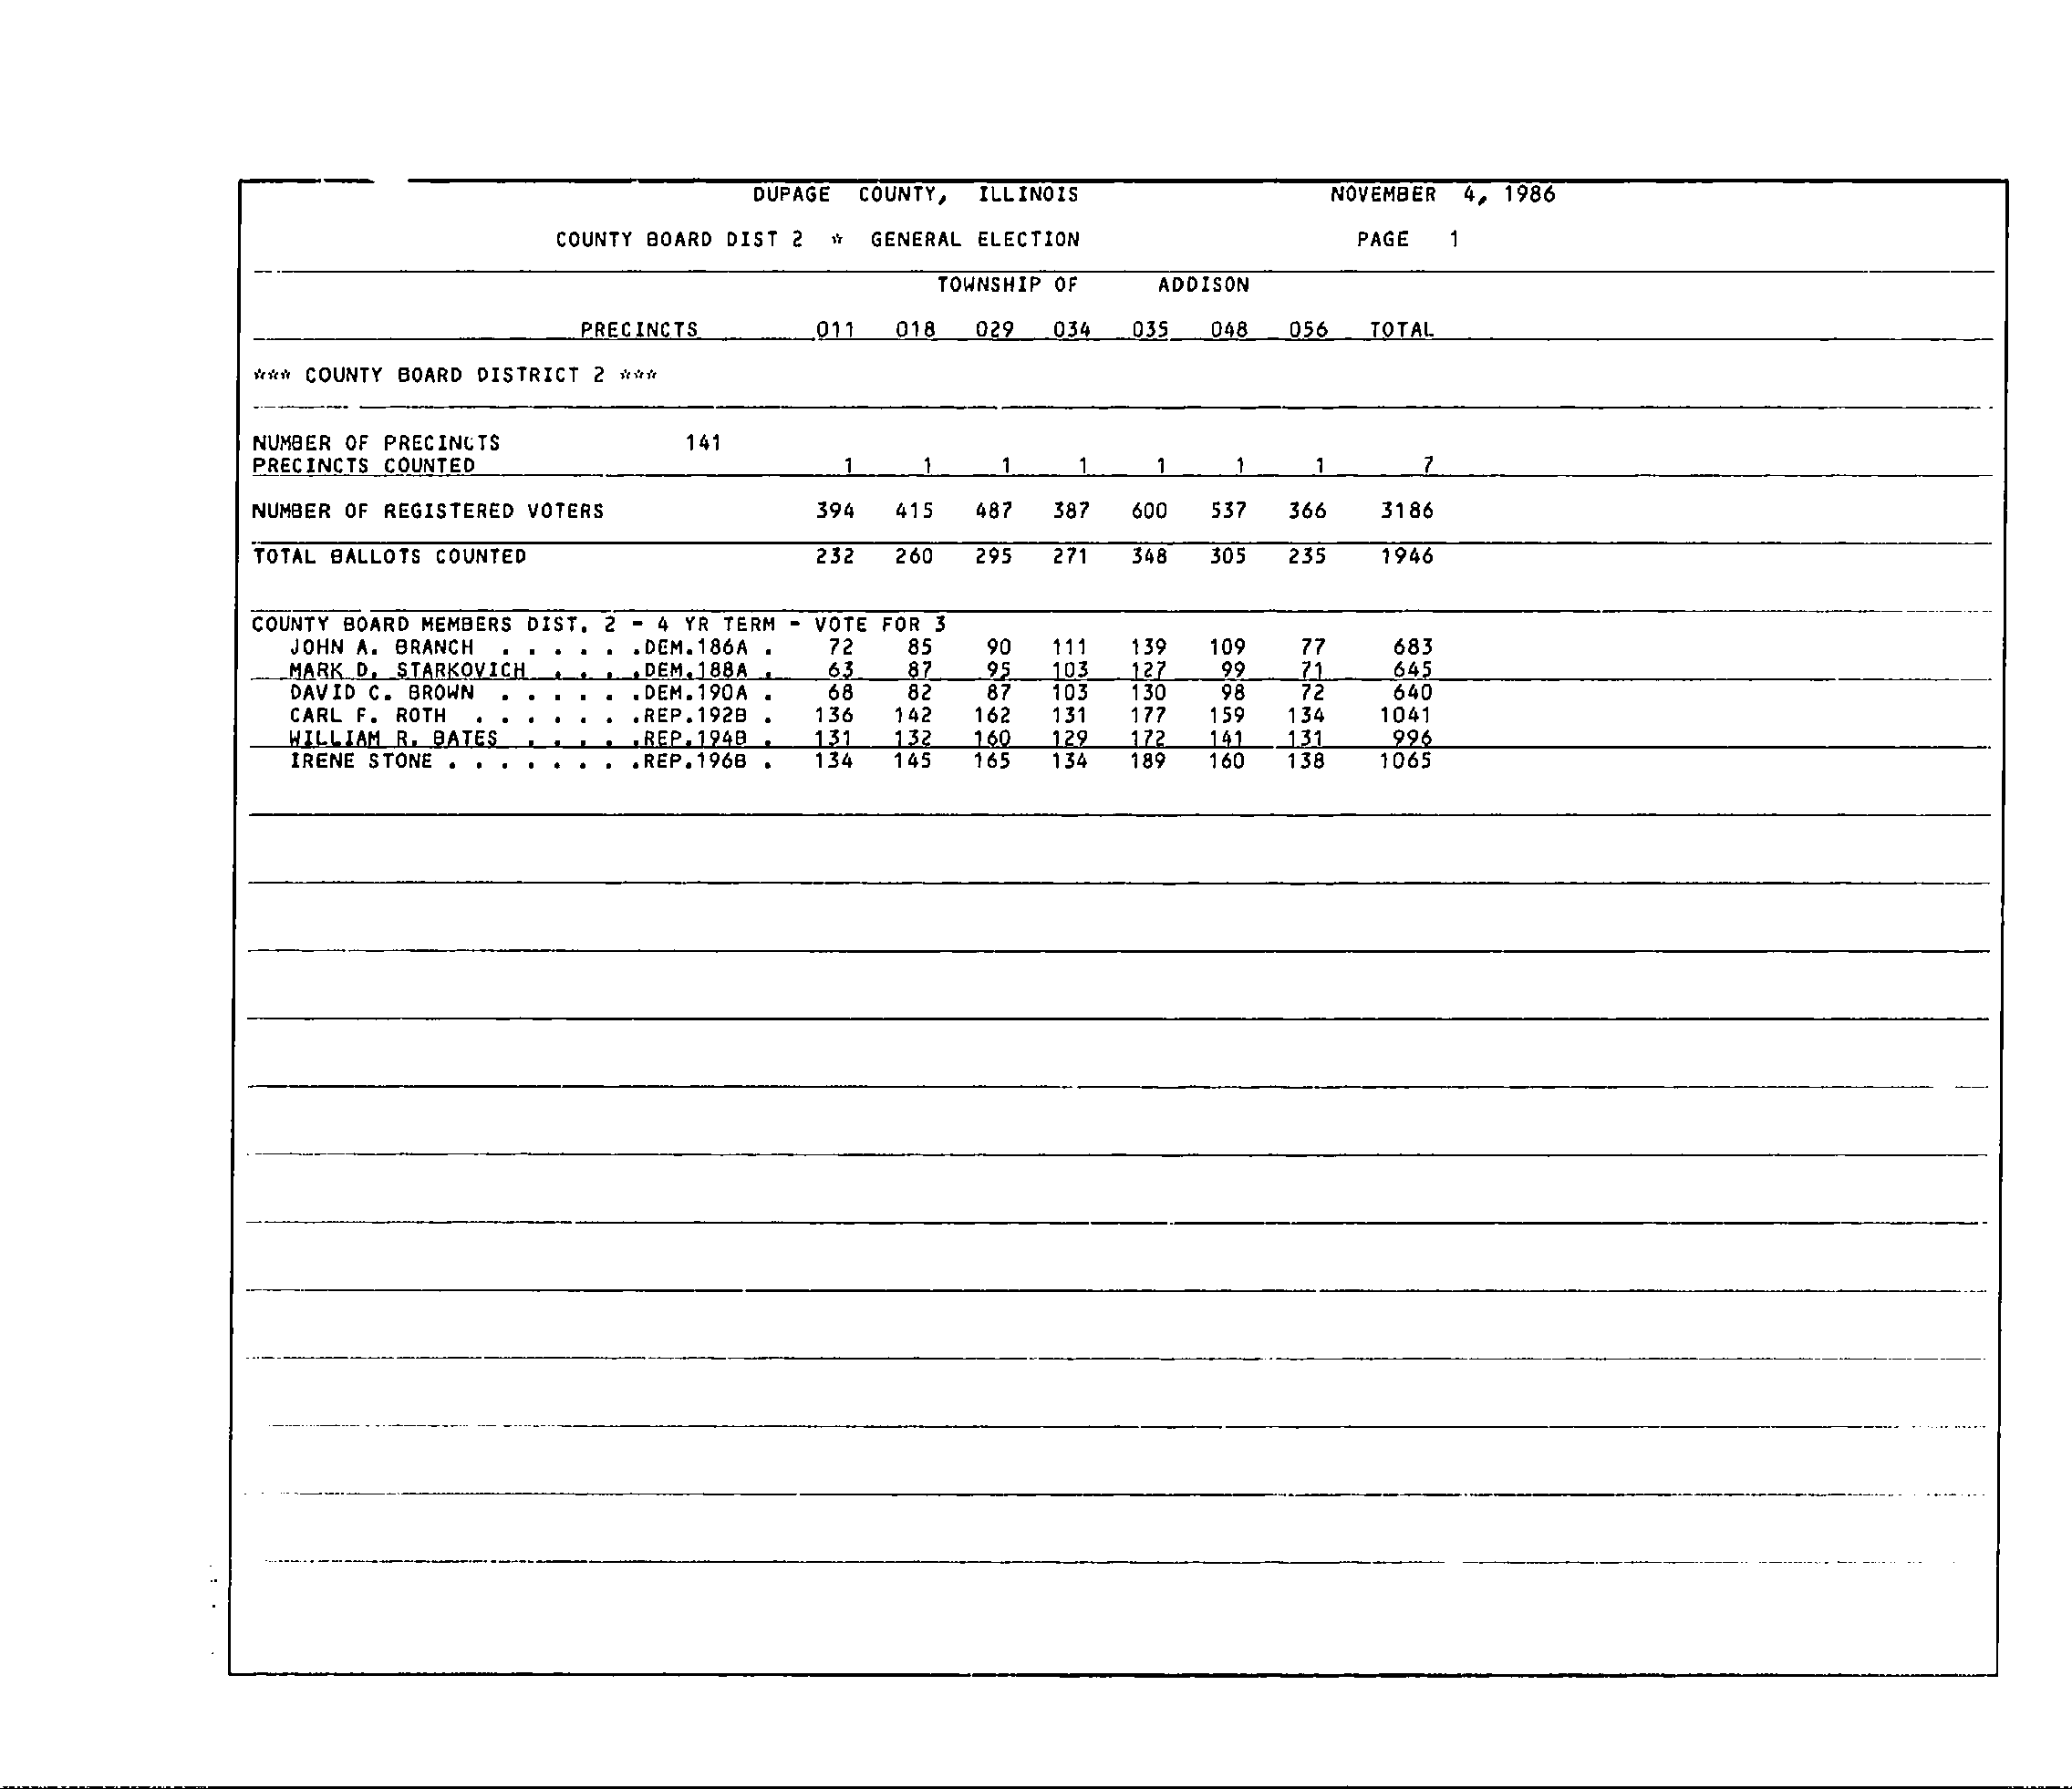 DUPAGE COUNTY, ILLINOIS NOVEMBER 4, 1986
COUNTY BOARD DIST 2 * GENERAL ELECTION PAGE 1
TOWNSHIP OF ADDISON
PRECINCTS 011 018 029 034 035 048 056 TOTAL
*** COUNTY BOARD DISTRICT 2 ***
NUMBER OF PRECINCTS 141
PRECINCTS COUNTED 1 1 1 1 1 1 1 7
NUMBER OF REGISTERED VOTERS 394 415 487 387 600 537 366 3186
TOTAL BALLOTS COUNTED 232 260 295 271 348 305 235 1946
COUNTY BOARD MEMBERS DIST. 2 - 4 YR TERM - VOTE FOR 3
JOHN A. BRANCH . . . . . .DEM.186A . 72 85 90 111 139 109 77 683
MARK D. STARKOVICH . . . .DEM.188A . 63 87 95 103 127 99 71 645
DAVID C. BROWN . . . . . .DEM.190A . 68 82 87 103 130 98 72 640
CARL F. ROTH . . . . . . .REP.192B . 136 142 162 131 177 159 134 1041
WILLIAM R. BATES . . . . .REP.194B . 131 132 160 129 172 141 131 996
IRENE STONE . . . . . . . .REP.196B . 134 145 165 134 189 160 138 1065